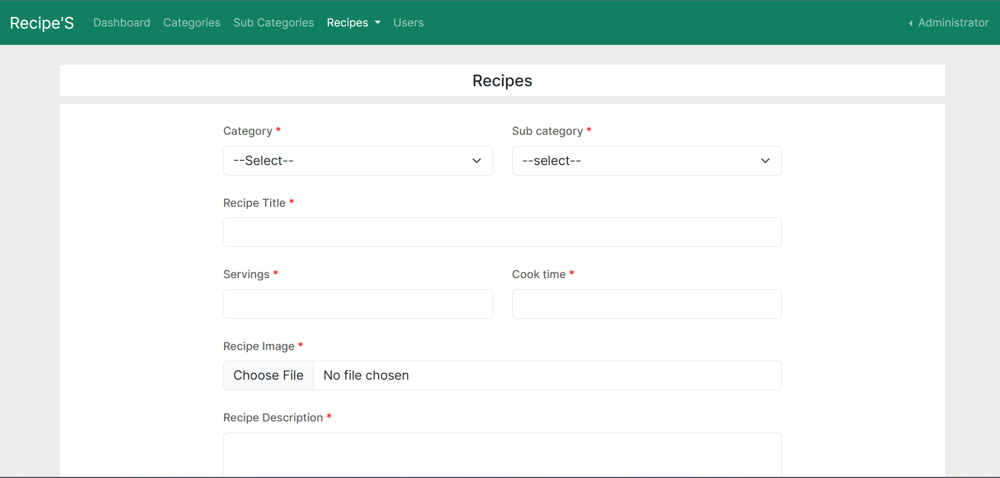 Recipe'S Dashboard Categories Sub Categories Recipes Users Administrator
Recipes
Category * Sub category *
--Select-- --select--
Recipe Title *
Servings * Cook time *
Recipe Image *
Choose File No file chosen
Recipe Description *